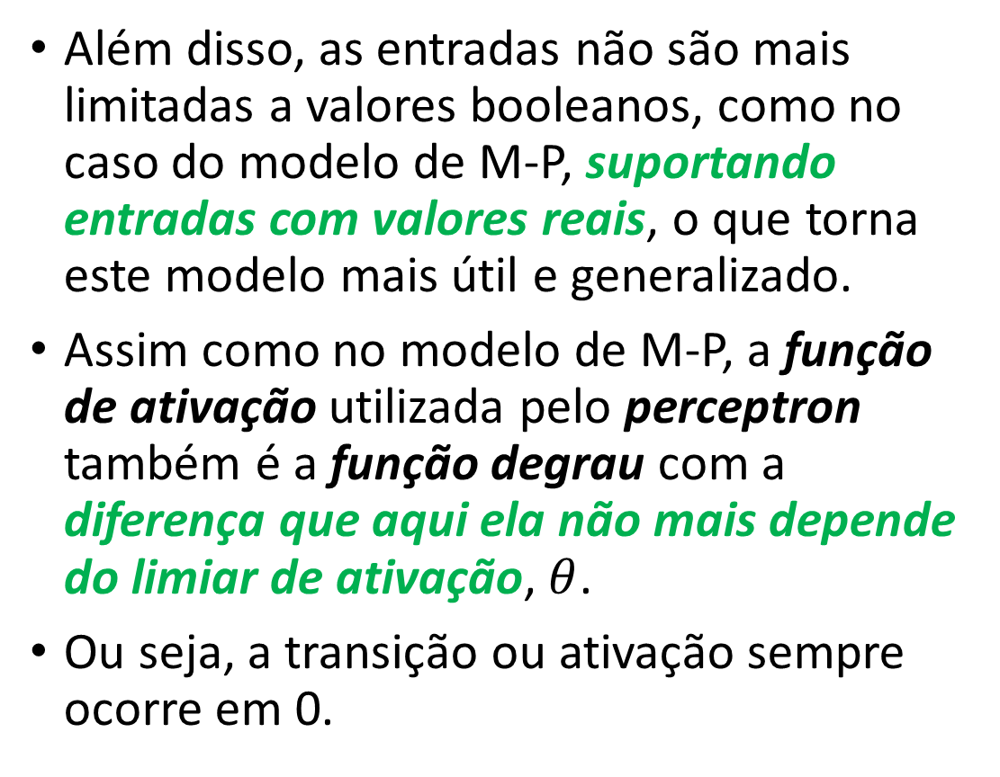 • Além disso, as entradas não são mais
limitadas a valores booleanos, como no
caso do modelo de M-P, suportando
entradas com valores reais, o que torna
este modelo mais útil e generalizado.
• Assim como no modelo de M-P, a função
de ativação utilizada pelo perceptron
também é a função degrau com a
diferença que aqui ela não mais depende
do limiar de ativação, θ.
• Ou seja, a transição ou ativação sempre
ocorre em 0.